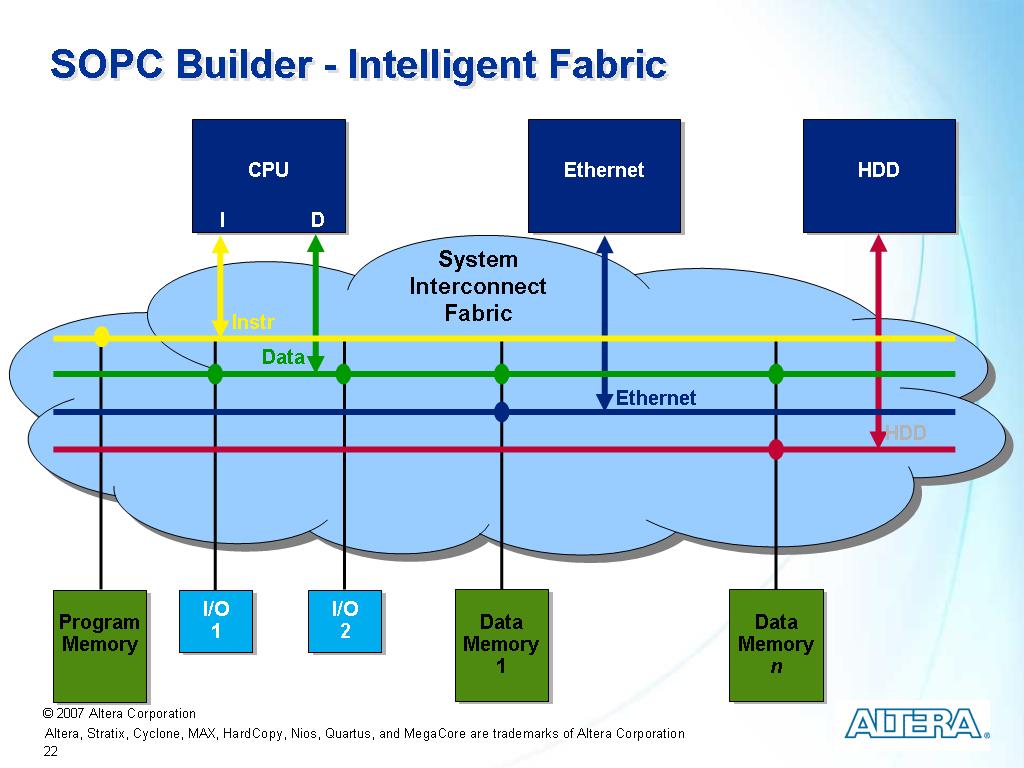 SOPC Builder - Intelligent Fabric
CPU
I
D
Ethernet
HDD
System
Interconnect
Fabric
Instr
Data
Ethernet
HDD
Program
Memory
I/O
1
I/O
2
Data
Memory
1
Data
Memory
n
© 2007 Altera Corporation
Altera, Stratix, Cyclone, MAX, HardCopy, Nios, Quartus, and MegaCore are trademarks of Altera Corporation
22
ALTERA®